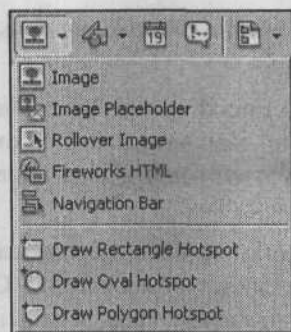 19
Image
Image Placeholder
Rollover Image
Fireworks HTML
Navigation Bar
Draw Rectangle Hotspot
Draw Oval Hotspot
Draw Polygon Hotspot